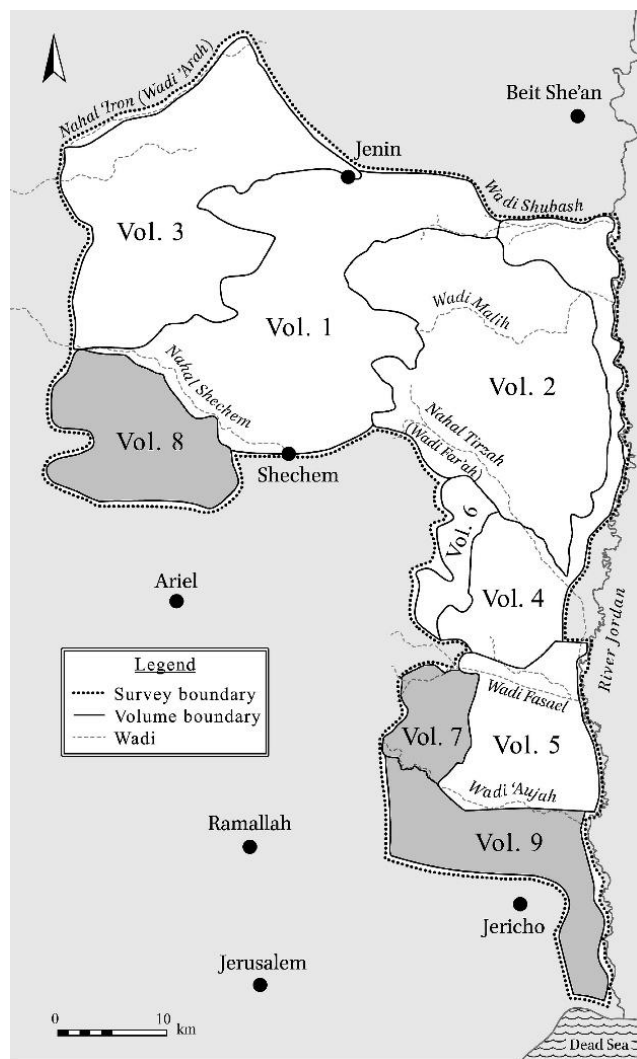 Nahal 'Iron (Wadi 'Arah)
Beit She'an
Jenin
Wadi Shubash
Vol. 3
Wadi Malih
Vol. 1
Vol. 2
Nahal Shechem
Nahal Tirzah
(Wadi Far'ah)
Vol. 8
Shechem
Vol. 6
Ariel
Vol. 4
River Jordan
Legend
Survey boundary
Volume boundary
Wadi
Wadi Fasael
Vol. 7
Vol. 5
Wadi 'Aujah
Ramallah
Vol. 9
Jericho
Jerusalem
0 10
km
Dead Sea